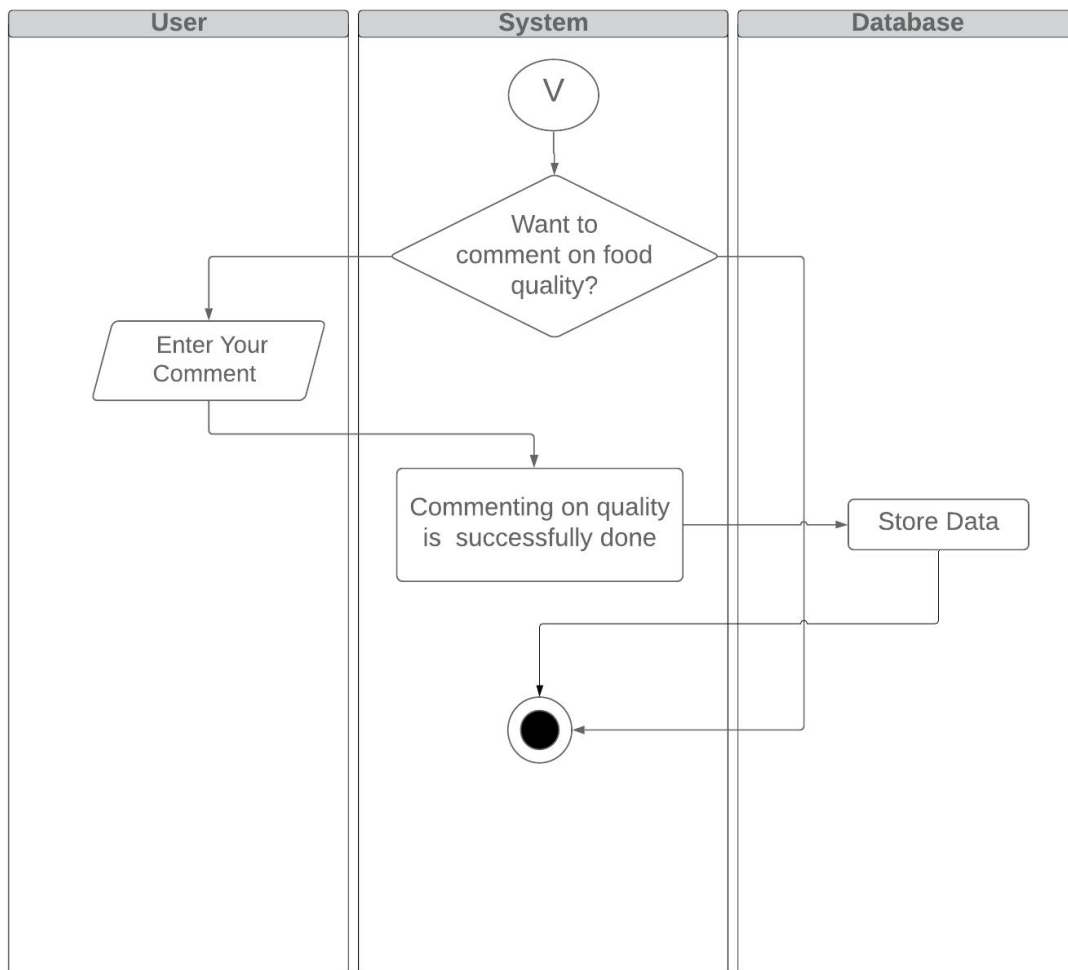 User
System
Database
V
Want to
comment on food
quality?
Enter Your
Comment
Commenting on quality
is successfully done
Store Data